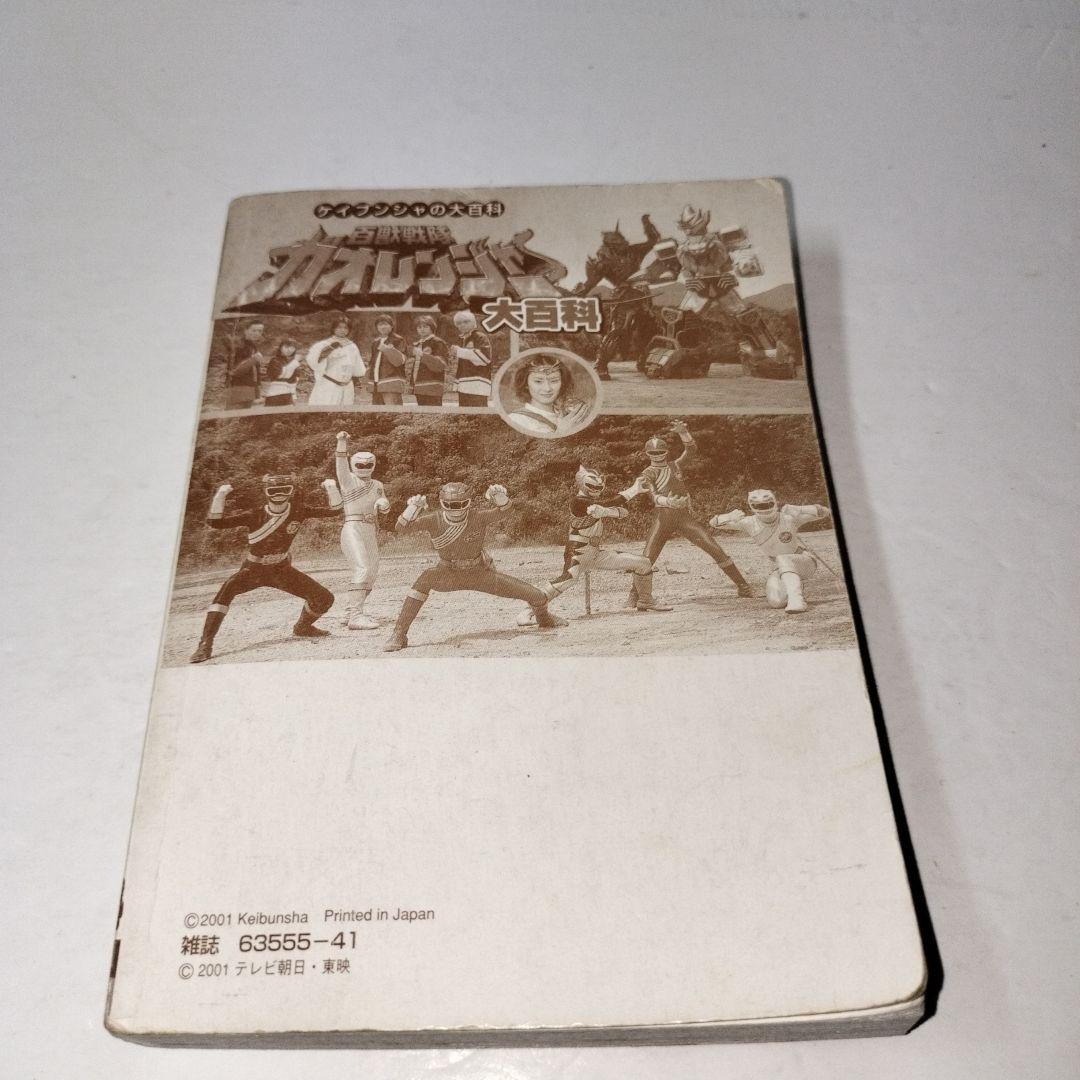 ケイブンシャの大百科
百獣戦隊
ガオレンジャー
大百科
©2001 Keibunsha Printed in Japan
雑誌 63555-41
©2001 テレビ朝日・東映